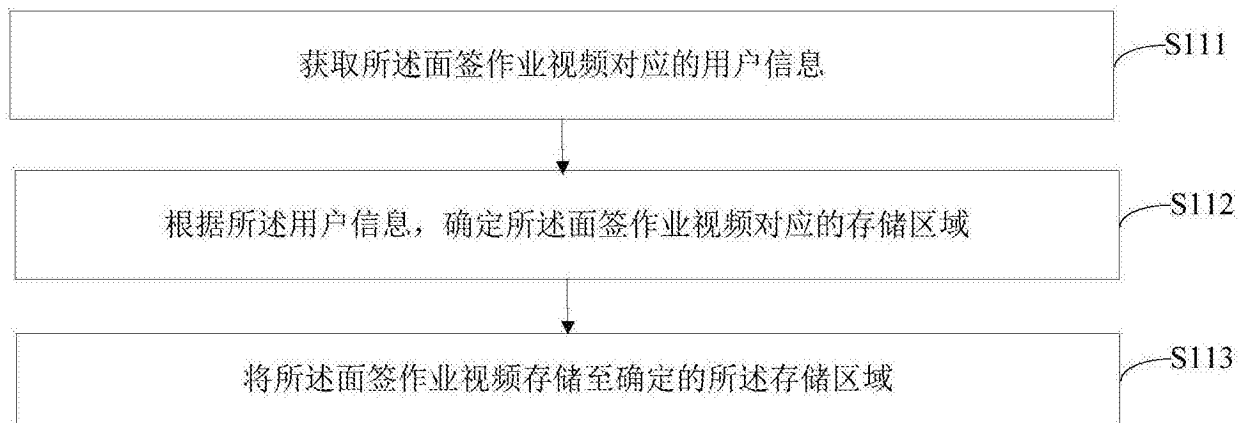 获取所述面签作业视频对应的用户信息
S111
根据所述用户信息，确定所述面签作业视频对应的存储区域
S112
将所述面签作业视频存储至确定的所述存储区域
S113